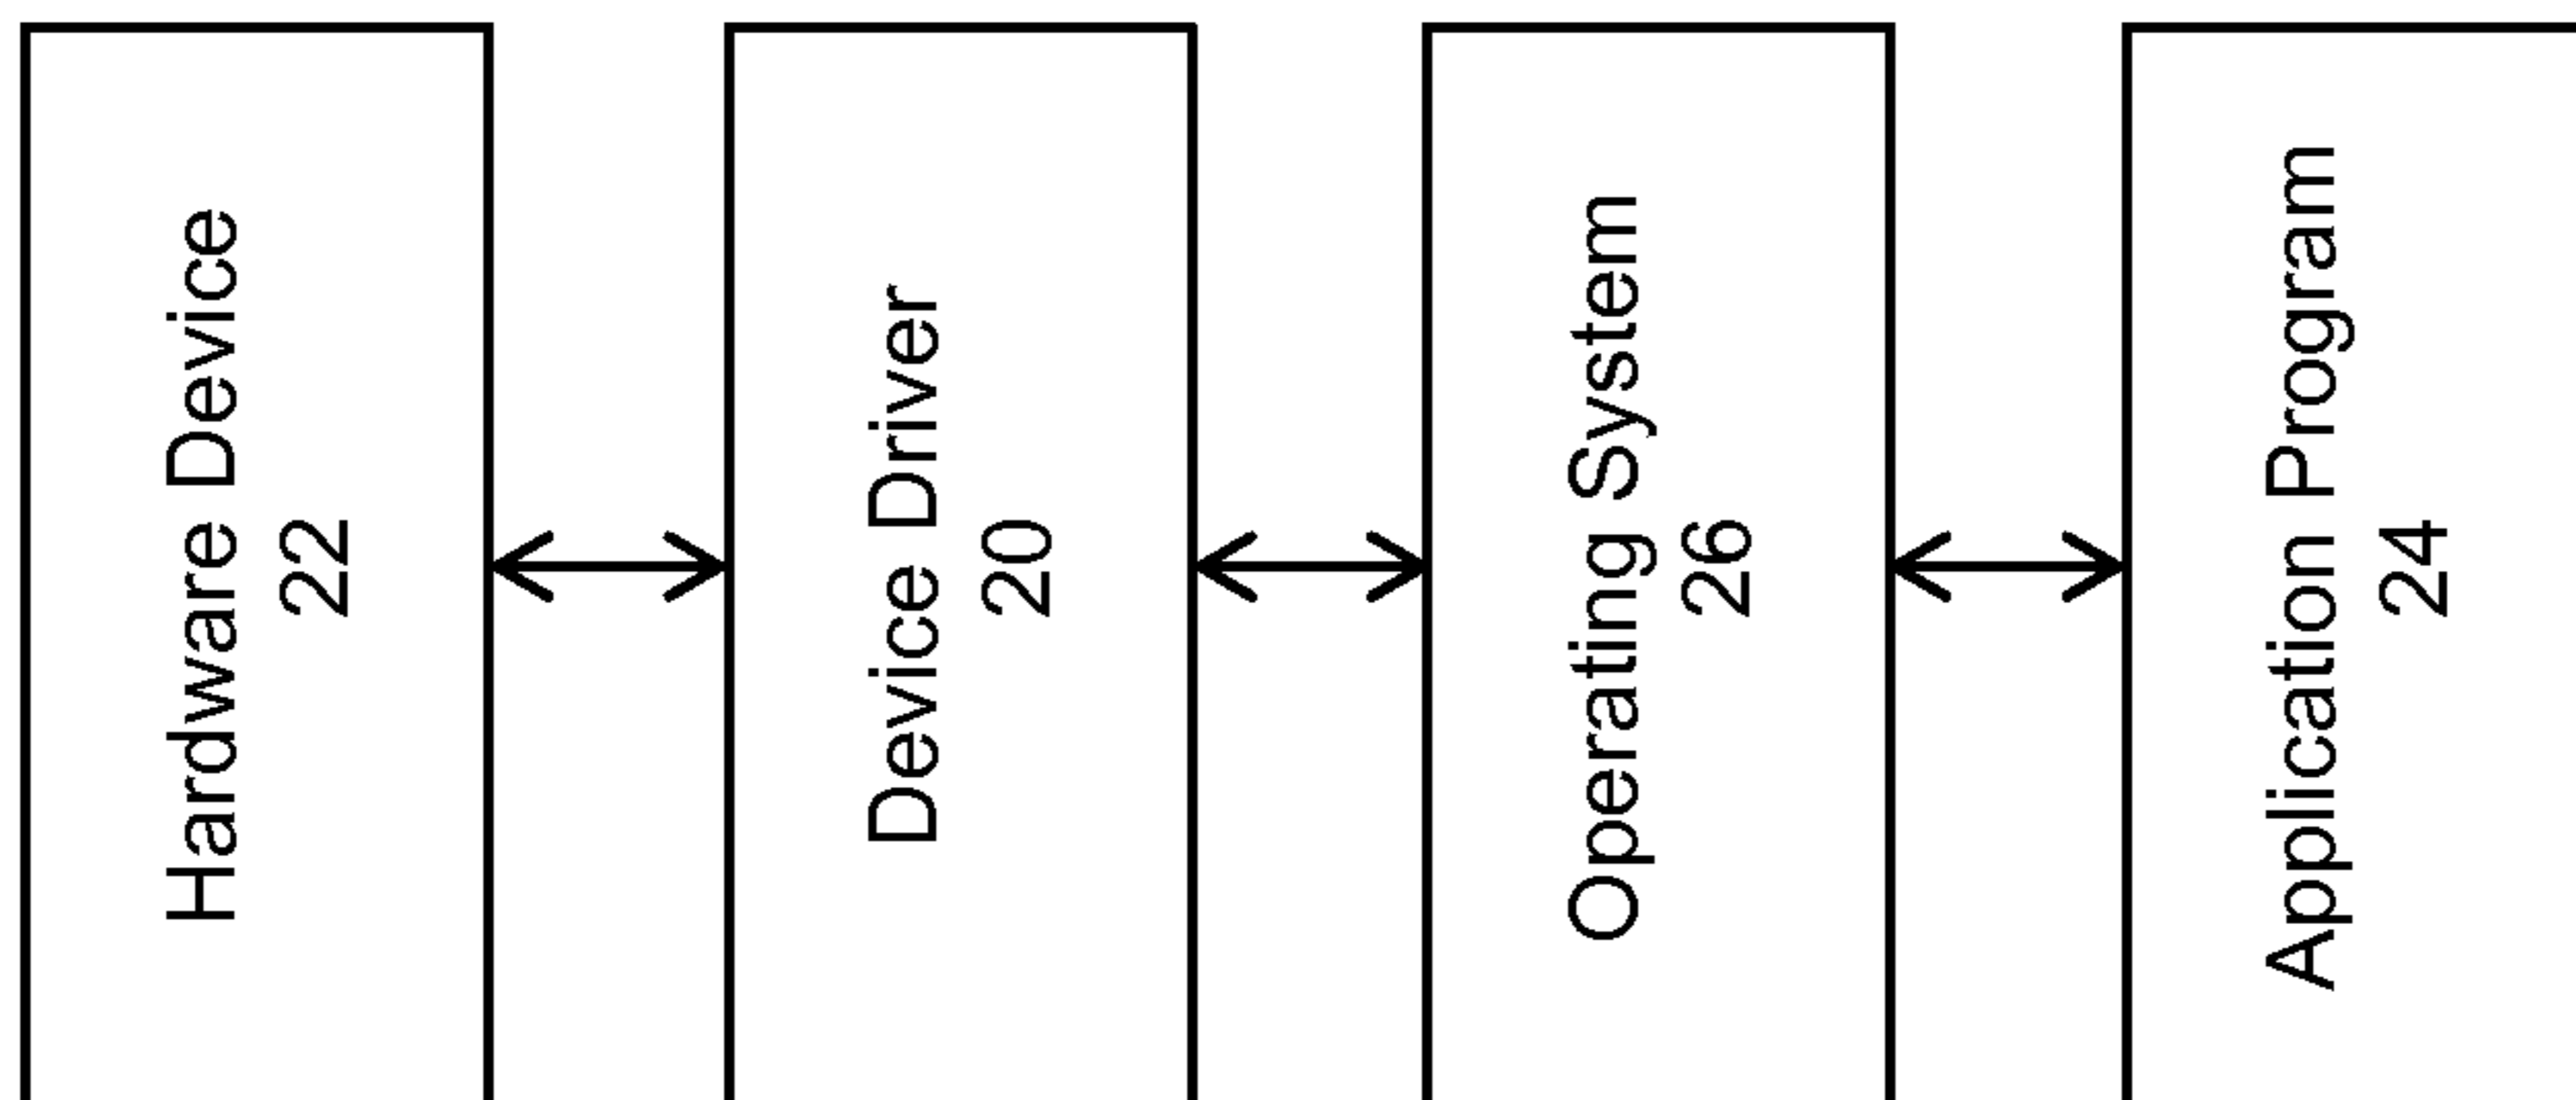 Hardware Device
22
Device Driver
20
Operating System
26
Application Program
24